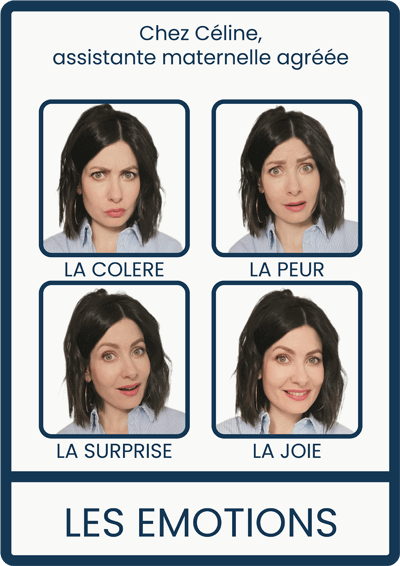 Chez Céline,
assistante maternelle agréée
LA COLERE
LA PEUR
LA SURPRISE
LA JOIE
LES EMOTIONS